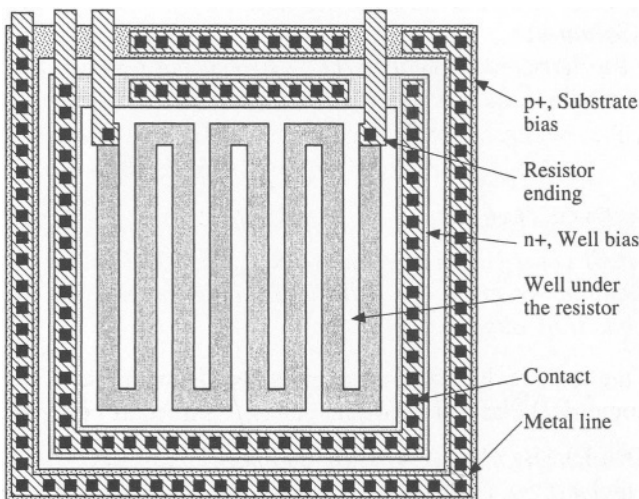 p+, Substrate
bias
Resistor
ending
n+, Well bias
Well under
the resistor
Contact
Metal line